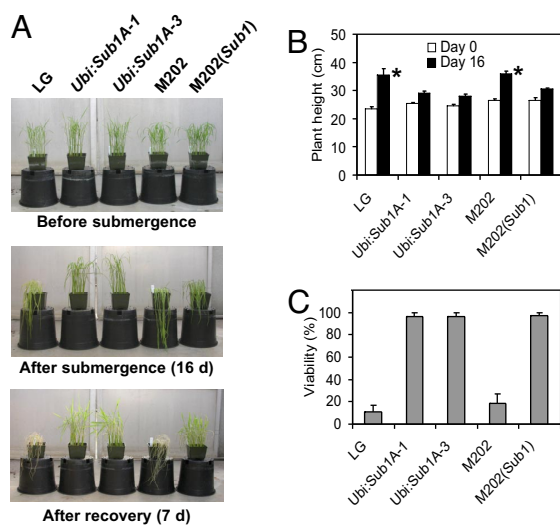 A
LG
Ubi:Sub1A-1
Ubi:Sub1A-3
M202
M202(Sub1)
Before submergence
After submergence (16 d)
After recovery (7 d)
B
Plant height (cm)
50
40
30
20
10
0
Day 0
Day 16
*
*
LG
Ubi:Sub1A-1
Ubi:Sub1A-3
M202
M202(Sub1)
C
Viability (%)
100
80
60
40
20
0
LG
Ubi:Sub1A-1
Ubi:Sub1A-3
M202
M202(Sub1)